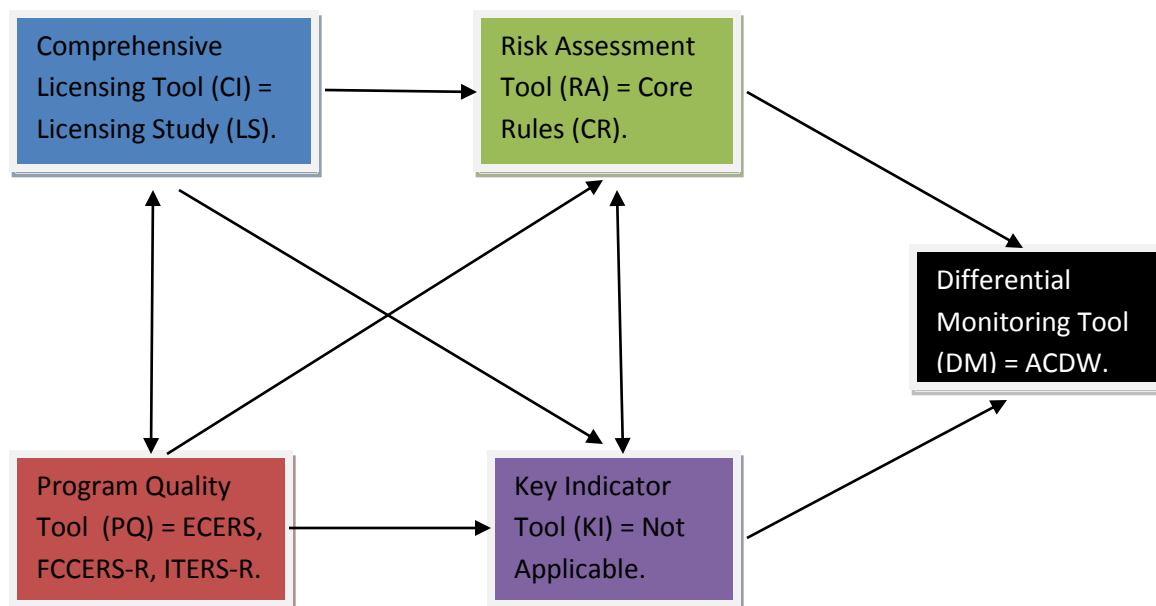 Comprehensive
Licensing Tool (CI) =
Licensing Study (LS).
Risk Assessment
Tool (RA) = Core
Rules (CR).
Differential
Monitoring Tool
(DM) = ACDW.
Program Quality
Tool  (PQ) = ECERS,
FCCERS-R, ITERS-R.
Key Indicator
Tool (KI) = Not
Applicable.